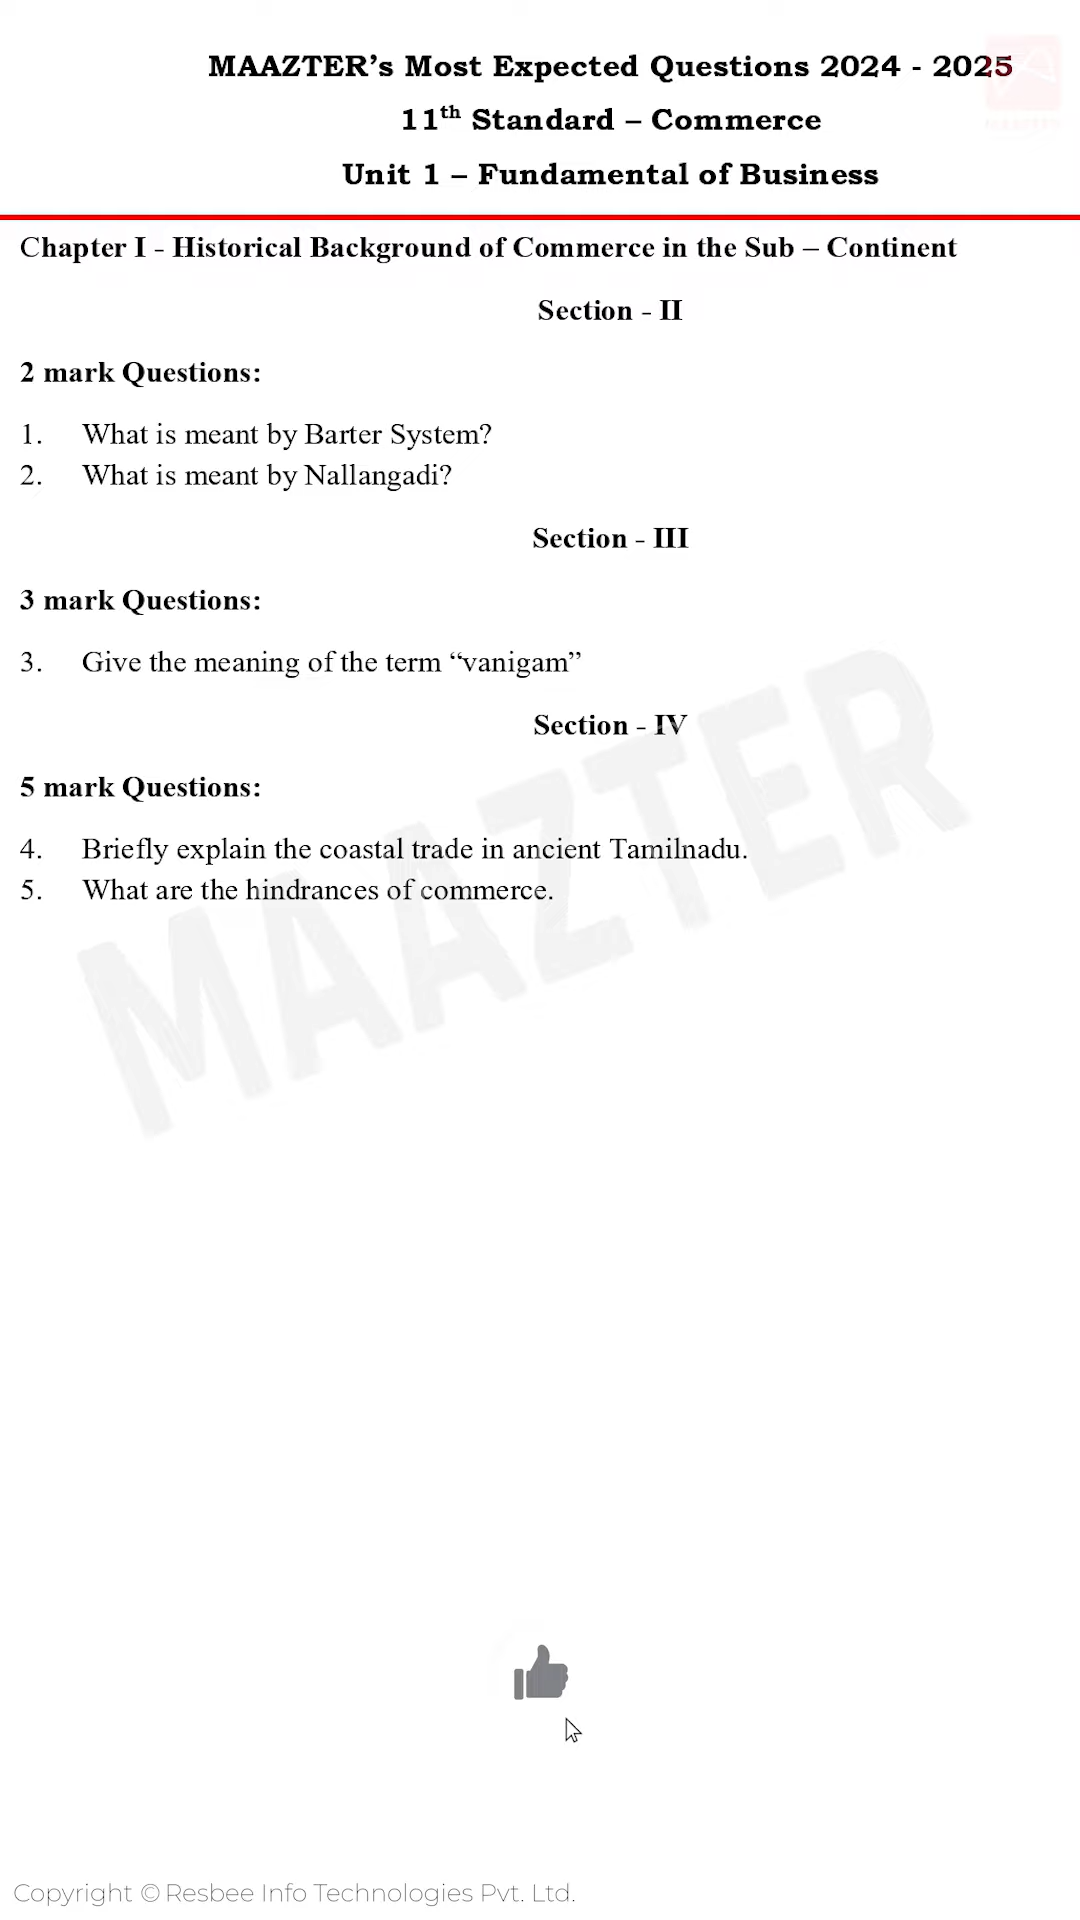 MAAZTER’s Most Expected Questions 2024 - 2025
11th Standard – Commerce
Unit 1 – Fundamental of Business
Chapter I - Historical Background of Commerce in the Sub – Continent
Section - II
2 mark Questions:
1. What is meant by Barter System?
2. What is meant by Nallangadi?
Section - III
3 mark Questions:
3. Give the meaning of the term “vanigam”
Section - IV
5 mark Questions:
4. Briefly explain the coastal trade in ancient Tamilnadu.
5. What are the hindrances of commerce.
MAAZTER
Copyright © Resbee Info Technologies Pvt. Ltd.